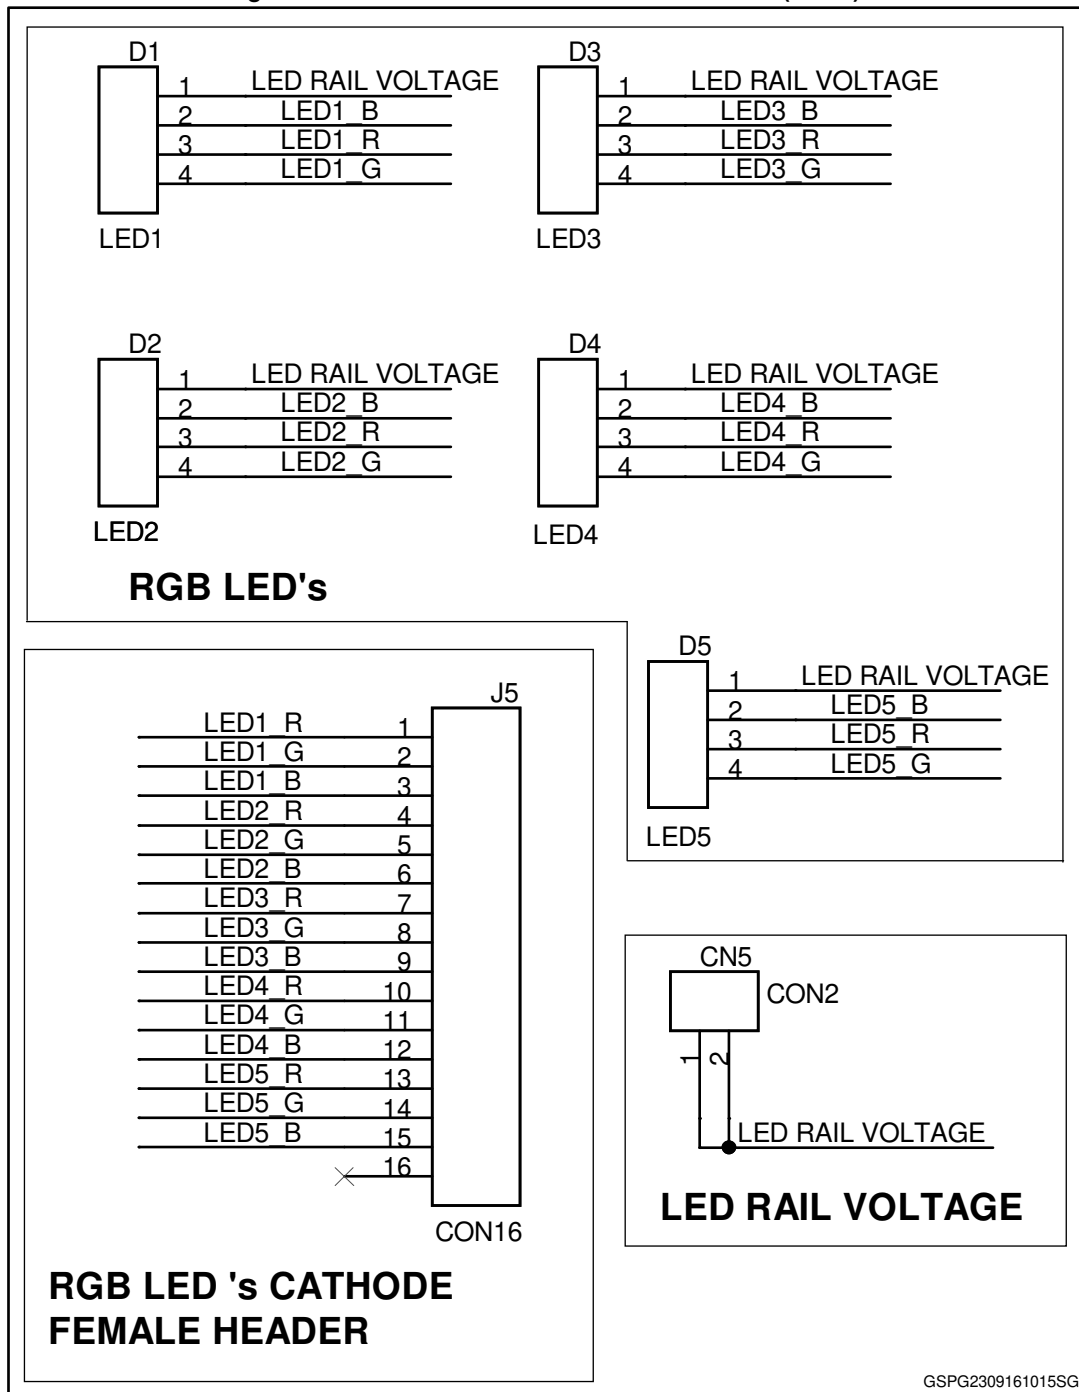 D1
1 LED RAIL VOLTAGE
2 LED1_B
3 LED1_R
4 LED1_G
LED1
D3
1 LED RAIL VOLTAGE
2 LED3_B
3 LED3_R
4 LED3_G
LED3
D2
1 LED RAIL VOLTAGE
2 LED2_B
3 LED2_R
4 LED2_G
LED2
D4
1 LED RAIL VOLTAGE
2 LED4_B
3 LED4_R
4 LED4_G
LED4
RGB LED's
D5
1 LED RAIL VOLTAGE
2 LED5_B
3 LED5_R
4 LED5_G
LED5
J5
LED1_R 1
LED1_G 2
LED1_B 3
LED2_R 4
LED2_G 5
LED2_B 6
LED3_R 7
LED3_G 8
LED3_B 9
LED4_R 10
LED4_G 11
LED4_B 12
LED5_R 13
LED5_G 14
LED5_B 15
16
CON16
RGB LED 's CATHODE
FEMALE HEADER
CN5
CON2
1 2
LED RAIL VOLTAGE
LED RAIL VOLTAGE
GSPG2309161015SG